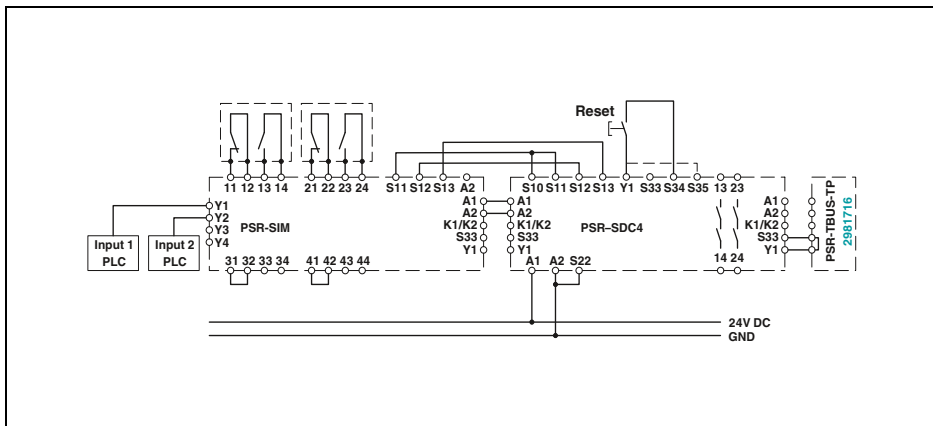 Reset
11 12 13 14
21 22 23 24
S11 S12 S13 A2
S10 S11 S12 S13 Y1 S33 S34 S35 13 23
Y1
Y2
Y3
Y4
PSR-SIM
A1
A2
K1/K2
S33
Y1
A1
A2
K1/K2
S33
Y1
PSR–SDC4
A1
A2
K1/K2
S33
Y1
PSR-TBUS-TP
2981716
Input 1
PLC
Input 2
PLC
31 32 33 34
41 42 43 44
A1 A2 S22
14 24
24V DC
GND